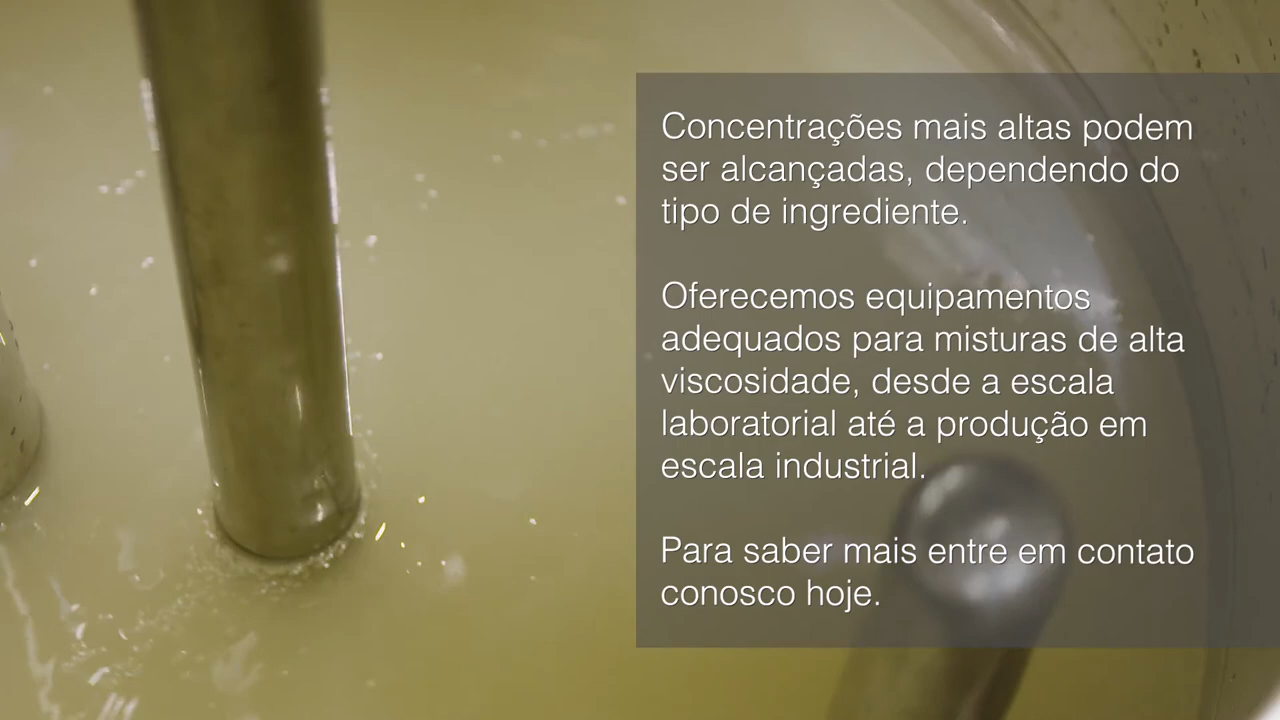 Concentrações mais altas podem
ser alcançadas, dependendo do
tipo de ingrediente.
Oferecemos equipamentos
adequados para misturas de alta
viscosidade, desde a escala
laboratorial até a produção em
escala industrial.
Para saber mais entre em contato
conosco hoje.